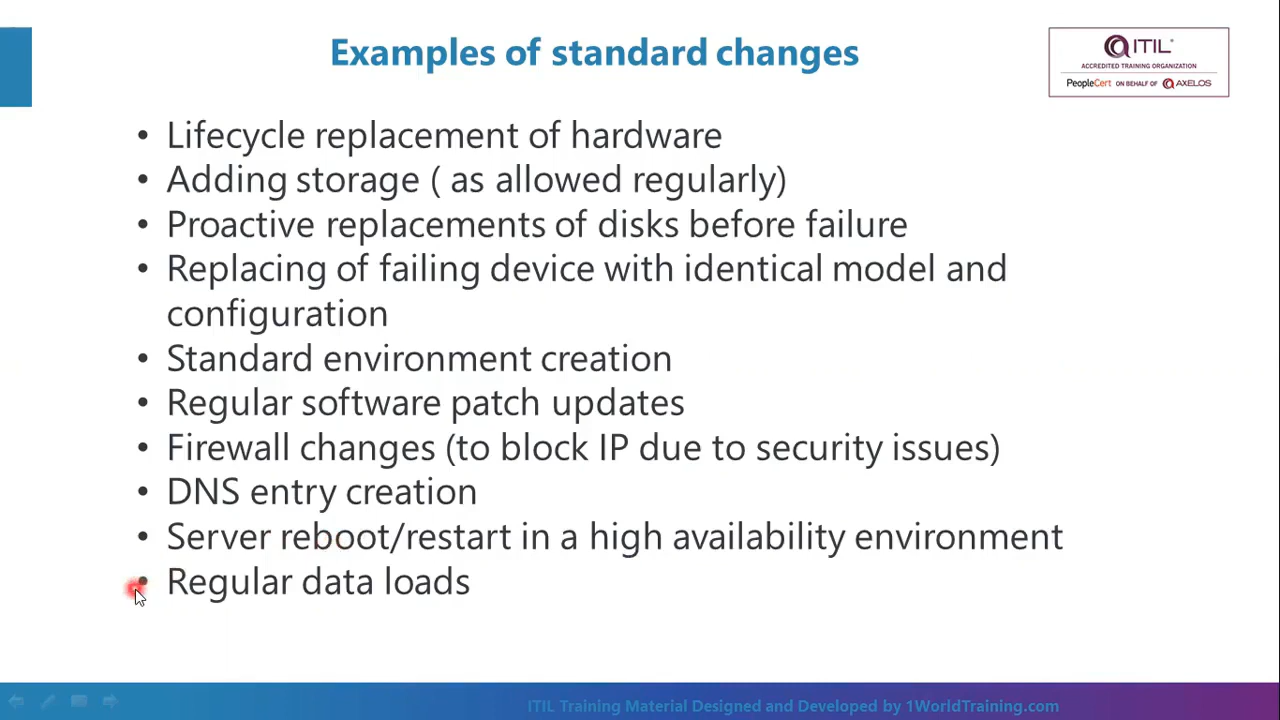 Examples of standard changes
ITIL®
ACCREDITED TRAINING ORGANIZATION
PeopleCert ON BEHALF OF AXELOS
• Lifecycle replacement of hardware
• Adding storage ( as allowed regularly)
• Proactive replacements of disks before failure
• Replacing of failing device with identical model and
configuration
• Standard environment creation
• Regular software patch updates
• Firewall changes (to block IP due to security issues)
• DNS entry creation
• Server reboot/restart in a high availability environment
• Regular data loads
ITIL Training Material Designed and Developed by 1WorldTraining.com